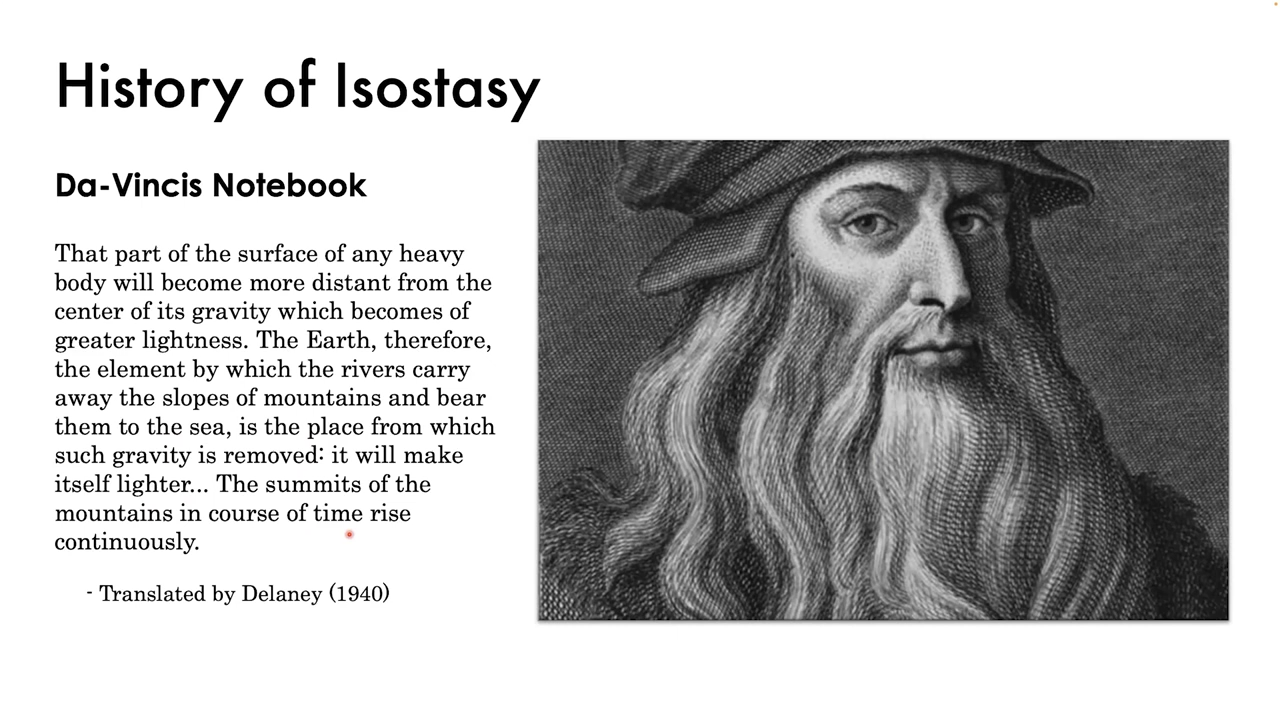 History of Isostasy
Da-Vincis Notebook
That part of the surface of any heavy
body will become more distant from the
center of its gravity which becomes of
greater lightness. The Earth, therefore,
the element by which the rivers carry
away the slopes of mountains and bear
them to the sea, is the place from which
such gravity is removed: it will make
itself lighter... The summits of the
mountains in course of time rise
continuously.
- Translated by Delaney (1940)